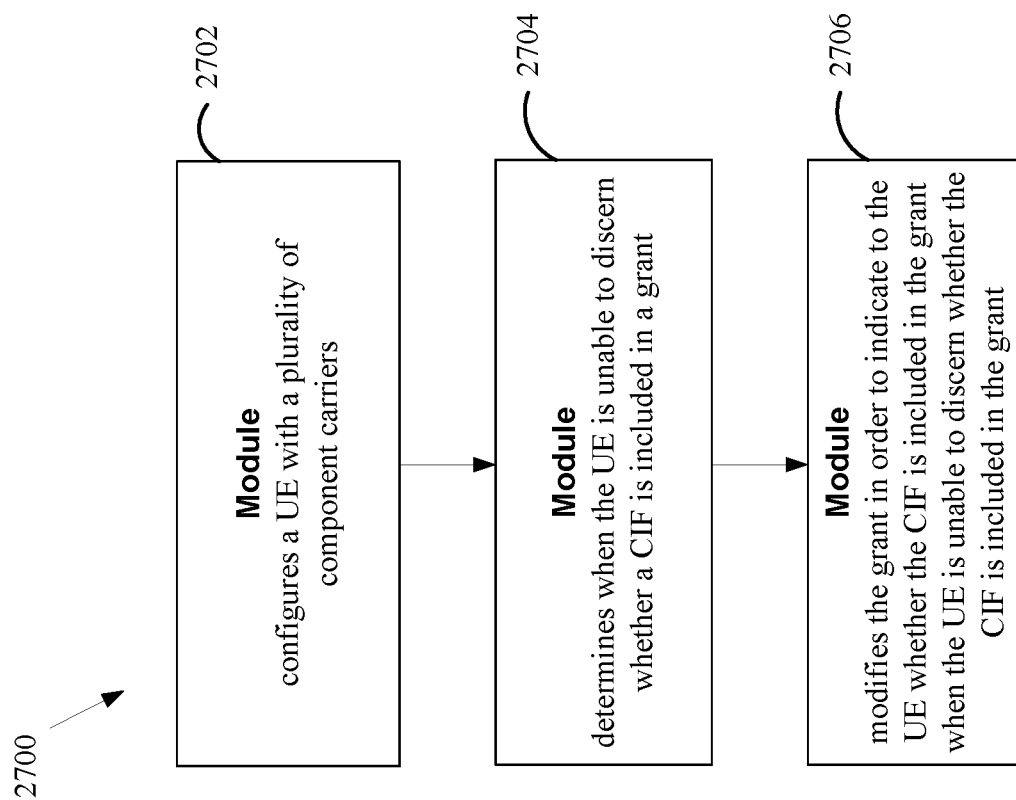 2700
2702
Module
configures a UE with a plurality of
component carriers
2704
Module
determines when the UE is unable to discern
whether a CIF is included in a grant
2706
Module
modifies the grant in order to indicate to the
UE whether the CIF is included in the grant
when the UE is unable to discern whether the
CIF is included in the grant